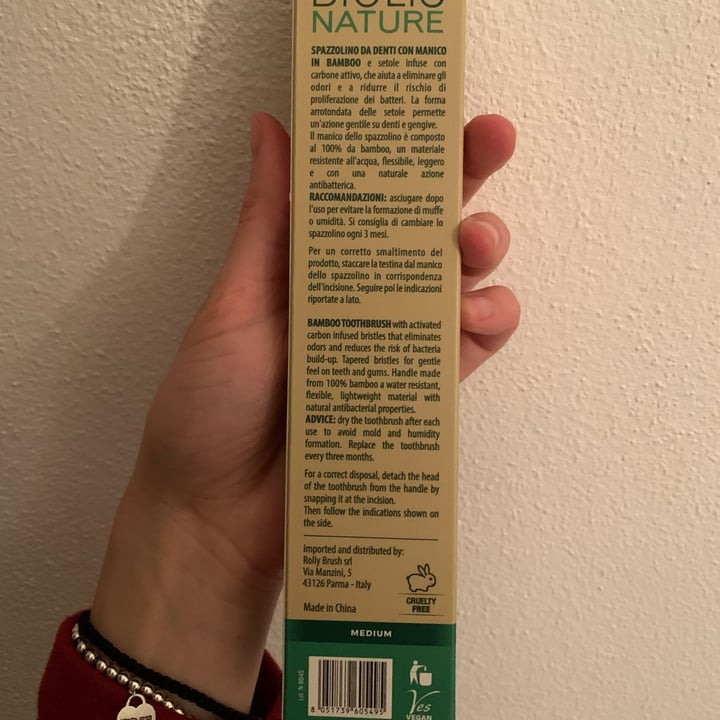 NATURE
SPAZZOLINO DA DENTI CON MANICO
IN BAMBOO e setole infuse con
carbone attivo, che aiuta a eliminare gli
odori e a ridurre il rischio di
proliferazione dei batteri. La forma
arrotondata delle setole permette
un'azione gentile su denti e gengive.
Il manico dello spazzolino è composto
al 100% da bamboo, un materiale
resistente all'acqua, flessibile, leggero
e con una naturale azione
antibatterica.
RACCOMANDAZIONI: asciugare dopo
l'uso per evitare la formazione di muffe
o umidità. Si consiglia di cambiare lo
spazzolino ogni 3 mesi.
Per un corretto smaltimento del
prodotto, staccare la testina dal manico
dello spazzolino in corrispondenza
dell'incisione. Seguire poi le indicazioni
riportate a lato.
BAMBOO TOOTHBRUSH with activated
carbon infused bristles that eliminates
odors and reduces the risk of bacteria
build-up. Tapered bristles for gentle
feel on teeth and gums. Handle made
from 100% bamboo a water resistant,
flexible, lightweight material with
natural antibacterial properties.
ADVICE: dry the toothbrush after each
use to avoid mold and humidity
formation. Replace the toothbrush
every three months.
For a correct disposal, detach the head
of the toothbrush from the handle by
snapping it at the incision.
Then follow the indications shown on
the side.
Imported and distributed by:
Rolly Brush srl
Via Manzini, 5
43126 Parma - Italy
CRUELTY
FREE
Made in China
MEDIUM
Lot. N 8045
8 051739 605495
Yes
VEGAN